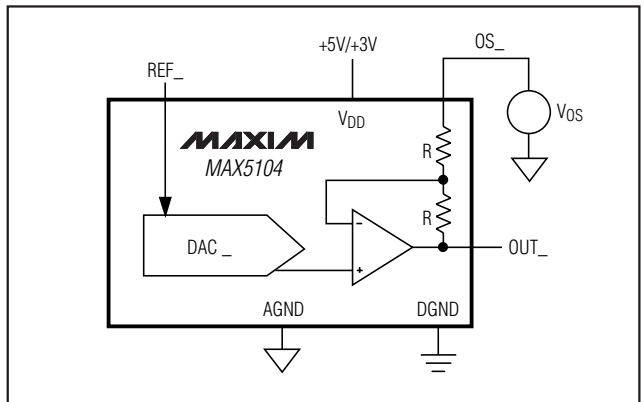 +5V/+3V
OS_
REF_
VDD
VOS
MAXIM
MAX5104
R
R
-
DAC _
+
OUT_
AGND
DGND